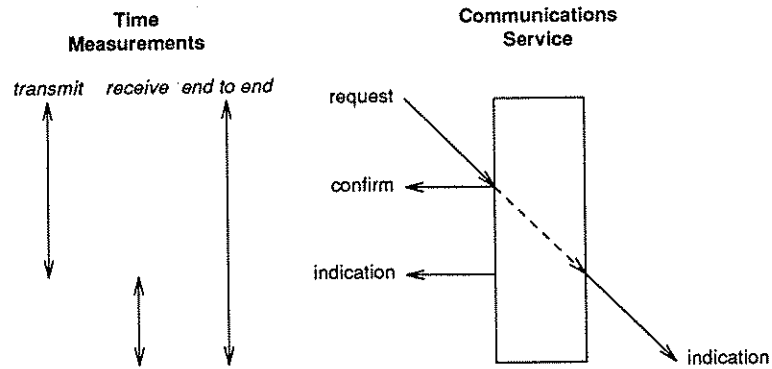 Time
Measurements
transmit receive end to end
Communications
Service
request
confirm
indication
indication